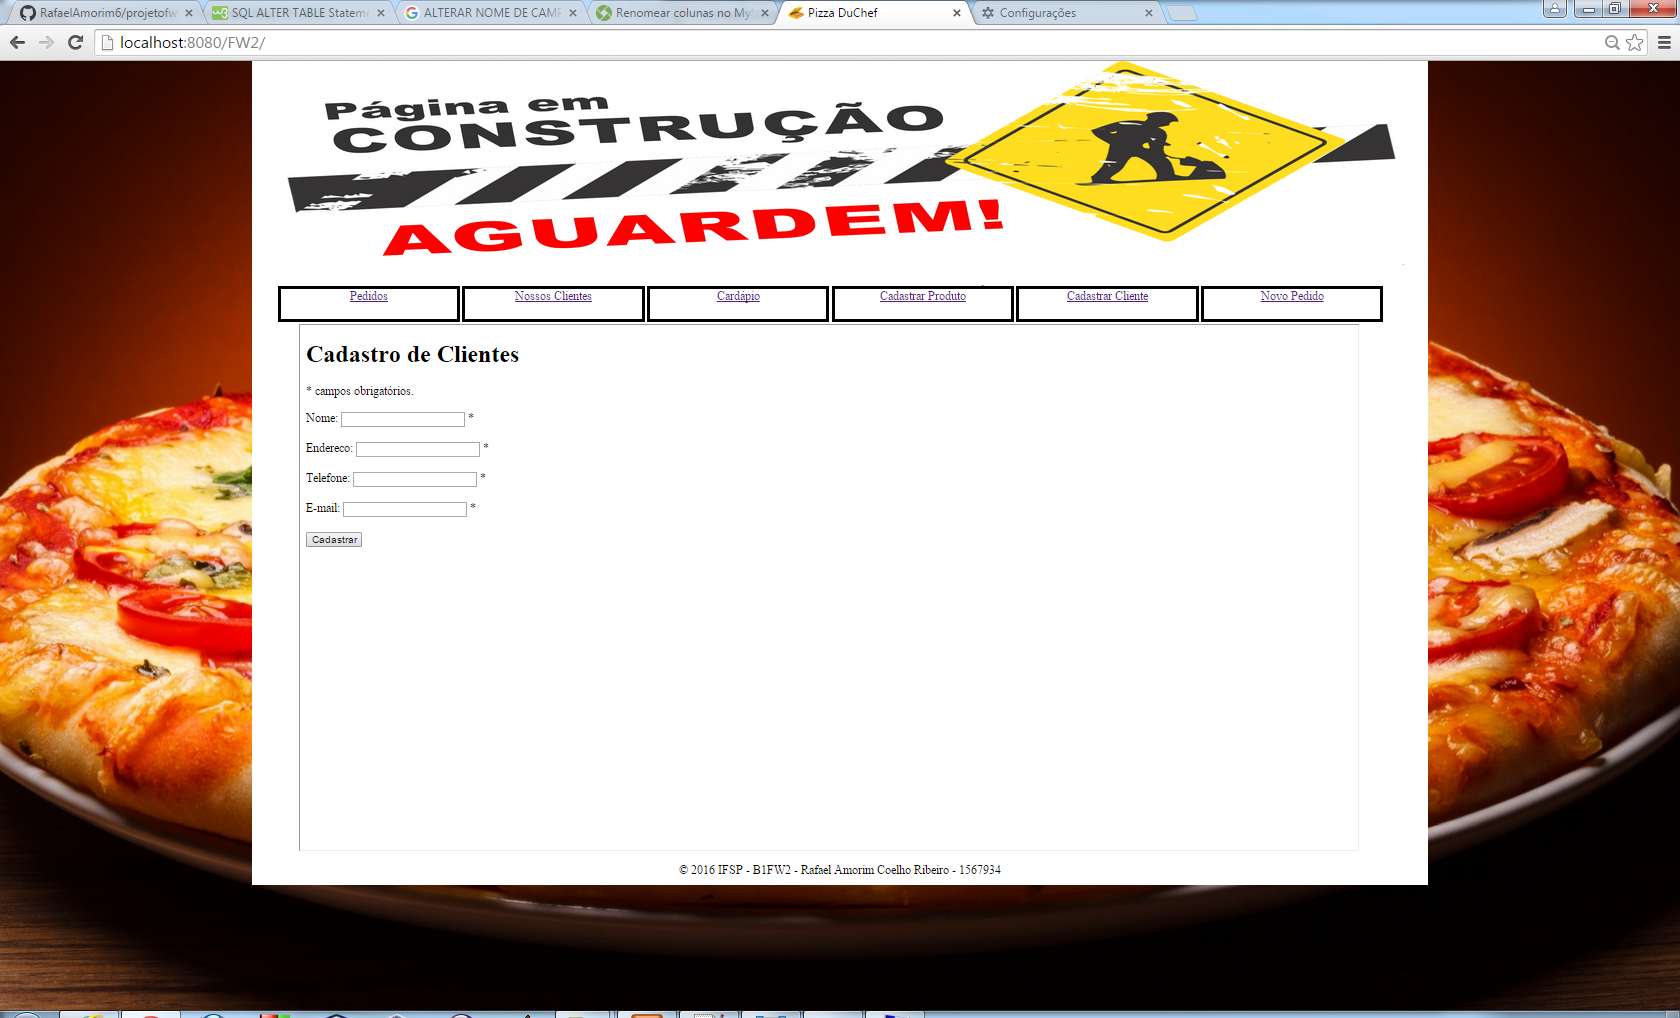 RafaelAmorim6/projetofw
SQL ALTER TABLE Stateme
ALTERAR NOME DE CAMP
Renomear colunas no My
Pizza DuChef
Configurações
localhost:8080/FW2/
Página em
CONSTRUÇÃO
AGUARDEM!
Pedidos
Nossos Clientes
Cardápio
Cadastrar Produto
Cadastrar Cliente
Novo Pedido
Cadastro de Clientes
* campos obrigatórios.
Nome: *
Endereco: *
Telefone: *
E-mail: *
Cadastrar
© 2016 IFSP - B1FW2 - Rafael Amorim Coelho Ribeiro - 1567934